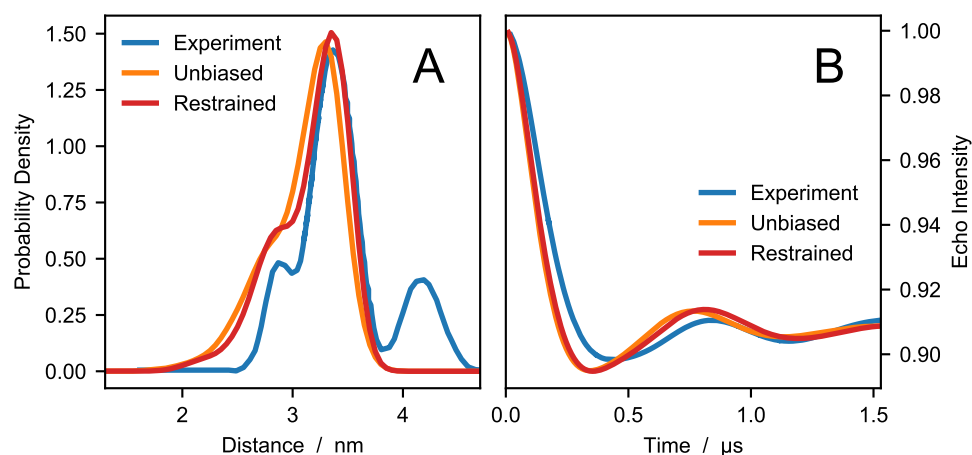 A
Experiment
Unbiased
Restrained
1.50
1.25
1.00
0.75
0.50
0.25
0.00
Probability Density
2
3
4
Distance / nm
B
Experiment
Unbiased
Restrained
1.00
0.98
0.96
0.94
0.92
0.90
Echo Intensity
0.0
0.5
1.0
1.5
Time / µs